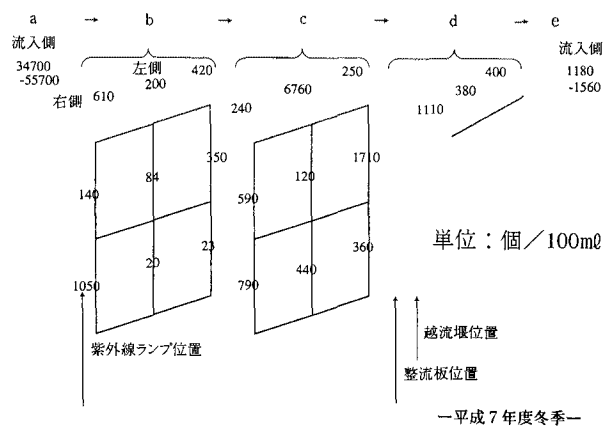 a → b → c → d → e
流入側 流入側
左側 420 250 400 1180
34700 200 6760 380 -1560
-55700
右側 610 240 1110
350 1710
84 120
140 590
単位：個／100mℓ
23 360
20 440
1050 790
越流堰位置
紫外線ランプ位置
整流板位置
—平成7年度冬季—